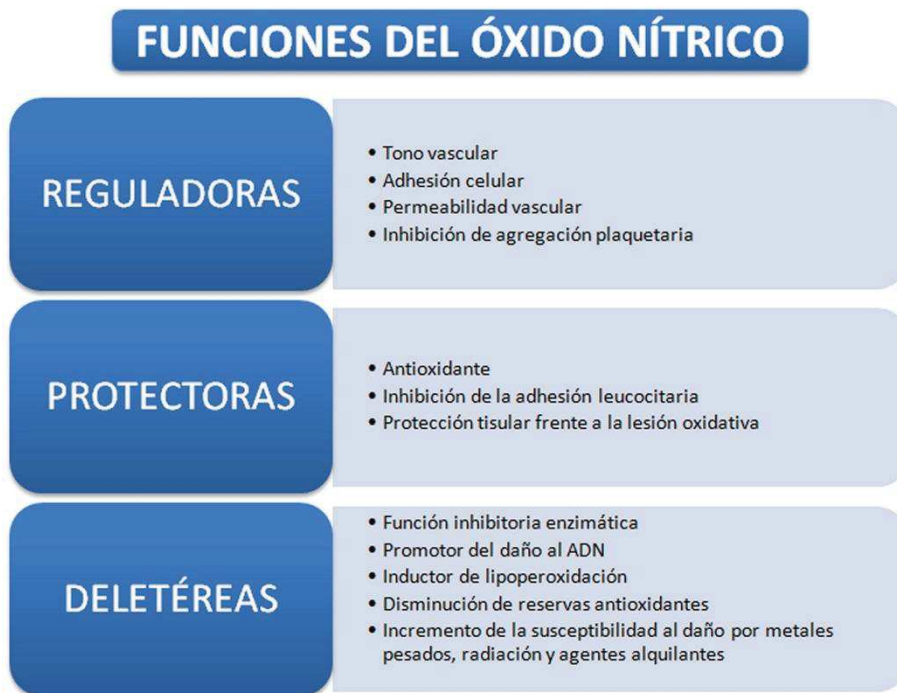 FUNCIONES DEL ÓXIDO NÍTRICO
REGULADORAS
• Tono vascular
• Adhesión celular
• Permeabilidad vascular
• Inhibición de agregación plaquetaria
PROTECTORAS
• Antioxidante
• Inhibición de la adhesión leucocitaria
• Protección tisular frente a la lesión oxidativa
DELETÉREAS
• Función inhibitoria enzimática
• Promotor del daño al ADN
• Inductor de lipoperoxidación
• Disminución de reservas antioxidantes
• Incremento de la susceptibilidad al daño por metales
pesados, radiación y agentes alquilantes